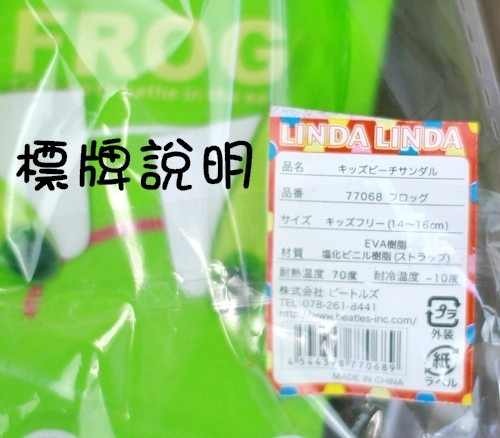 FROG
標牌說明
LINDA LINDA
品名 キッズビーチサンダル
品番 77068 フロッグ
サイズ キッズフリー(14～16cm)
材質 EVA樹脂
塩化ビニル樹脂(ストラップ)
耐熱温度 70度 耐冷温度 -10度
株式会社 ビートルズ
TEL:078-261-8441
http://www.beatles-inc.com/
プラ
外装
紙
ラベル
MADE IN CHINA